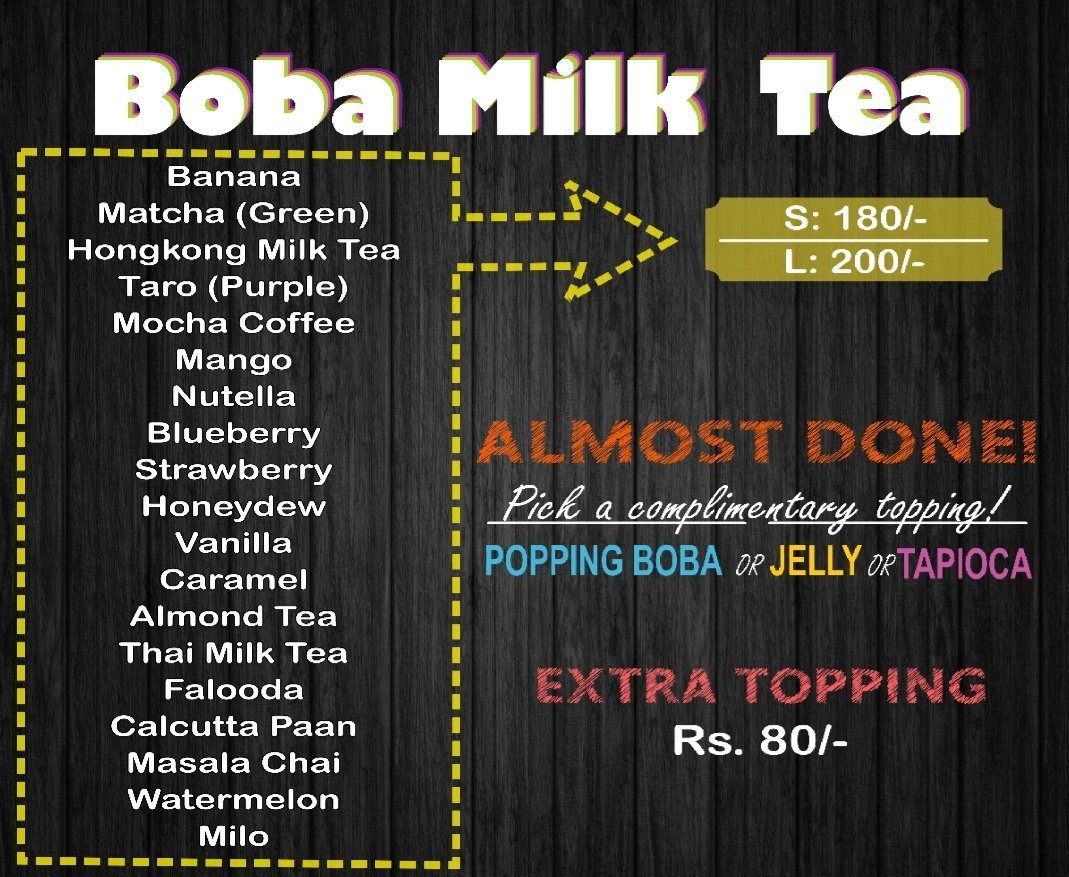 Boba Milk Tea
Banana
Matcha (Green)
Hongkong Milk Tea
Taro (Purple)
Mocha Coffee
Mango
Nutella
Blueberry
Strawberry
Honeydew
Vanilla
Caramel
Almond Tea
Thai Milk Tea
Falooda
Calcutta Paan
Masala Chai
Watermelon
Milo
S: 180/-
L: 200/-
ALMOST DONE!
Pick a complimentary topping!
POPPING BOBA OR JELLY OR TAPIOCA
EXTRA TOPPING
Rs. 80/-